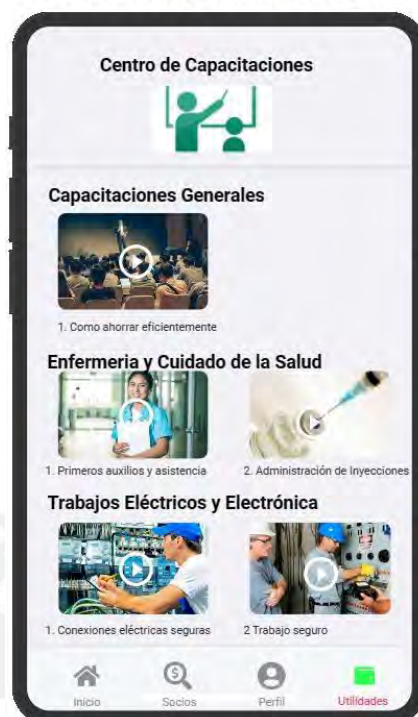 Centro de Capacitaciones
Capacitaciones Generales
1. Como ahorrar eficientemente
Enfermeria y Cuidado de la Salud
1. Primeros auxilios y asistencia
2. Administración de Inyecciones
Trabajos Eléctricos y Electrónica
1. Conexiones eléctricas seguras
2 Trabajo seguro
Inicio
Socios
Perfil
Utilidades